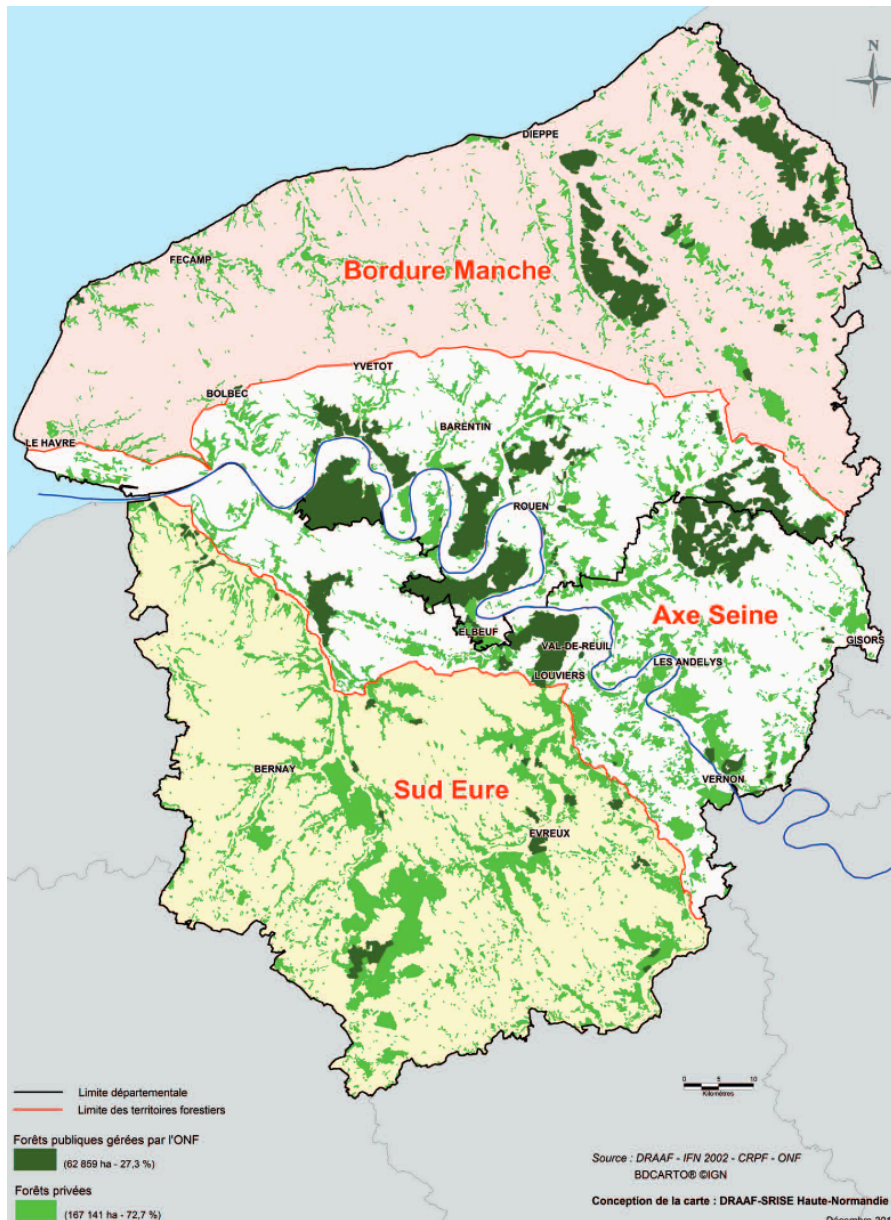 N
DIEPPE
FECAMP
Bordure Manche
YVETOT
BOLBEC
BARENTIN
LE HAVRE
ROUEN
Axe Seine
ELBEUF
VAL-DE-REUIL
GISORS
LES ANDELYS
LOUVIERS
BERNAY
VERNON
Sud Eure
EVREUX
Limite départementale
Limite des territoires forestiers
0 5 10
Kilomètres
Forêts publiques gérées par l'ONF
(62 859 ha - 27,3 %)
Forêts privées
(167 141 ha - 72,7 %)
Source : DRAAF - IFN 2002 - CRPF - ONF
BDCARTO® ©IGN
Conception de la carte : DRAAF-SRISE Haute-Normandie
Décembre